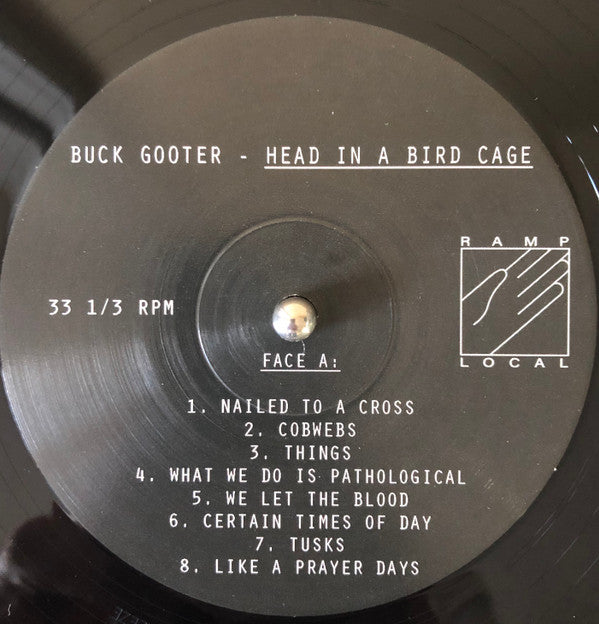 BUCK GOOTER - HEAD IN A BIRD CAGE
RAMP
LOCAL
33 1/3 RPM
FACE A:
1. NAILED TO A CROSS
2. COBWEBS
3. THINGS
4. WHAT WE DO IS PATHOLOGICAL
5. WE LET THE BLOOD
6. CERTAIN TIMES OF DAY
7. TUSKS
8. LIKE A PRAYER DAYS